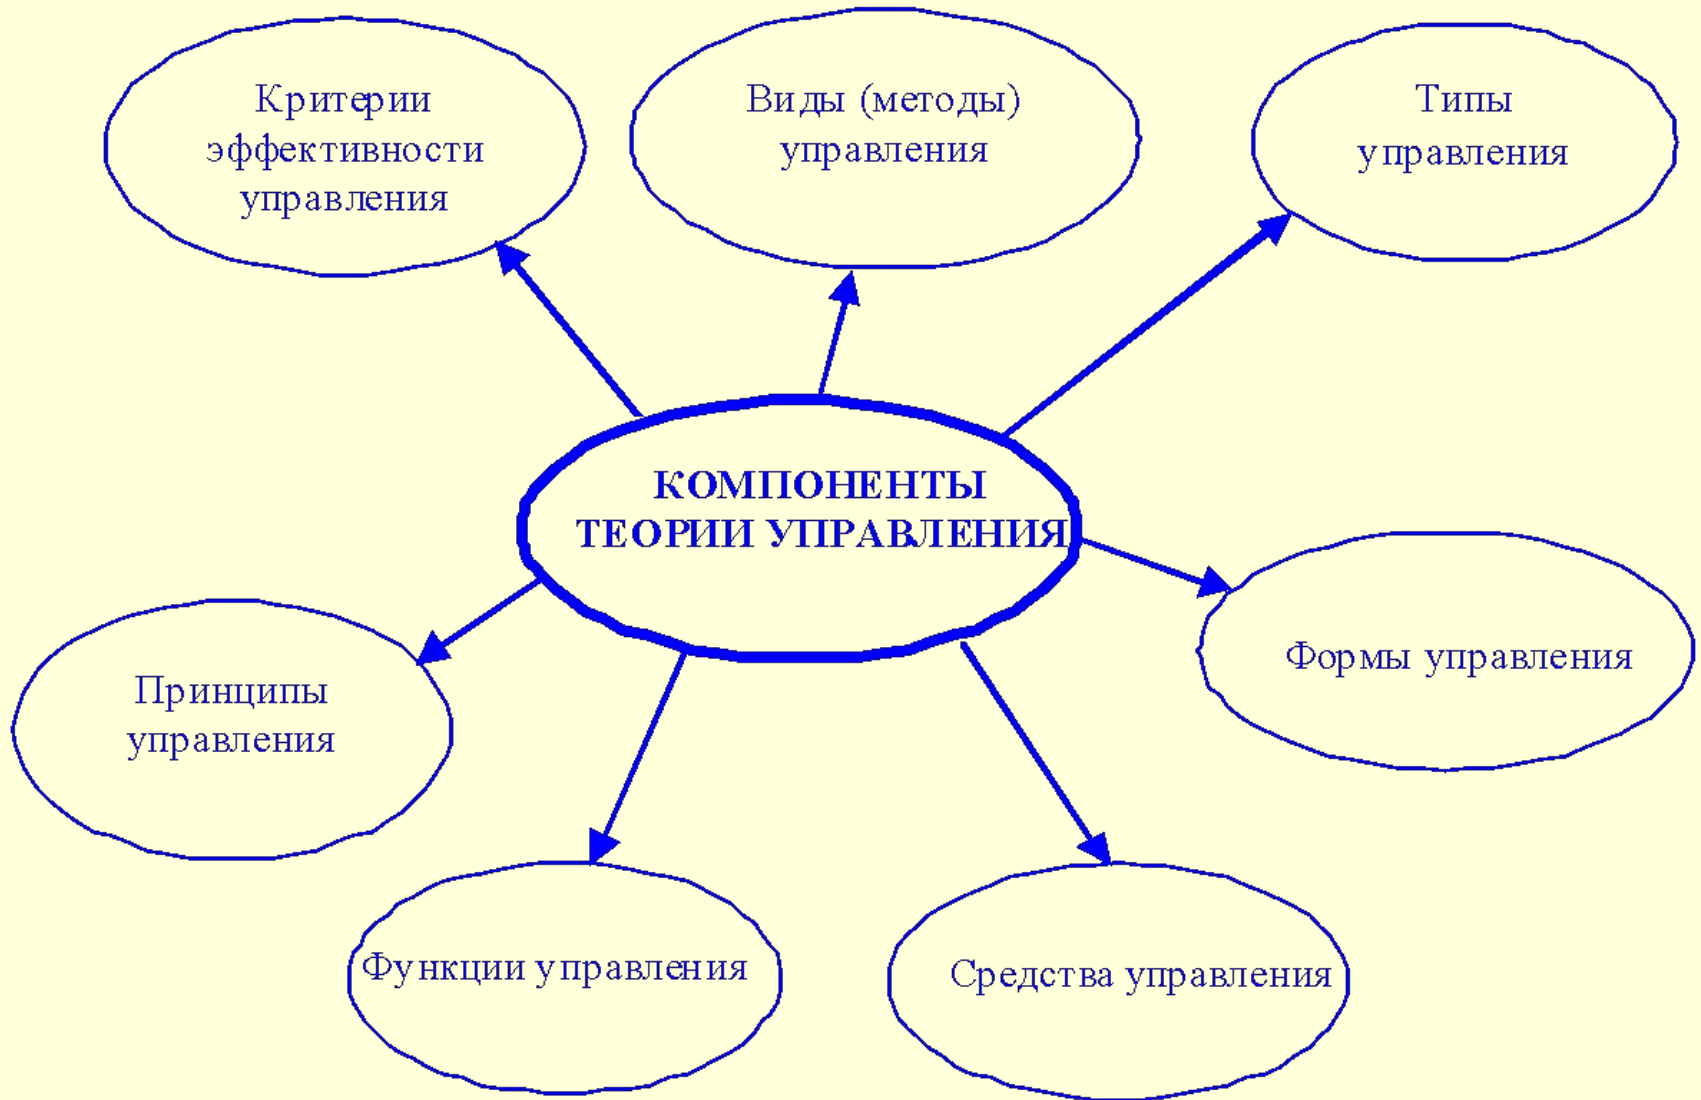 Критерии
эффективности
управления
Виды (методы)
управления
Типы
управления
КОМПОНЕНТЫ
ТЕОРИИ УПРАВЛЕНИЯ
Формы управления
Принципы
управления
Функции управления
Средства управления